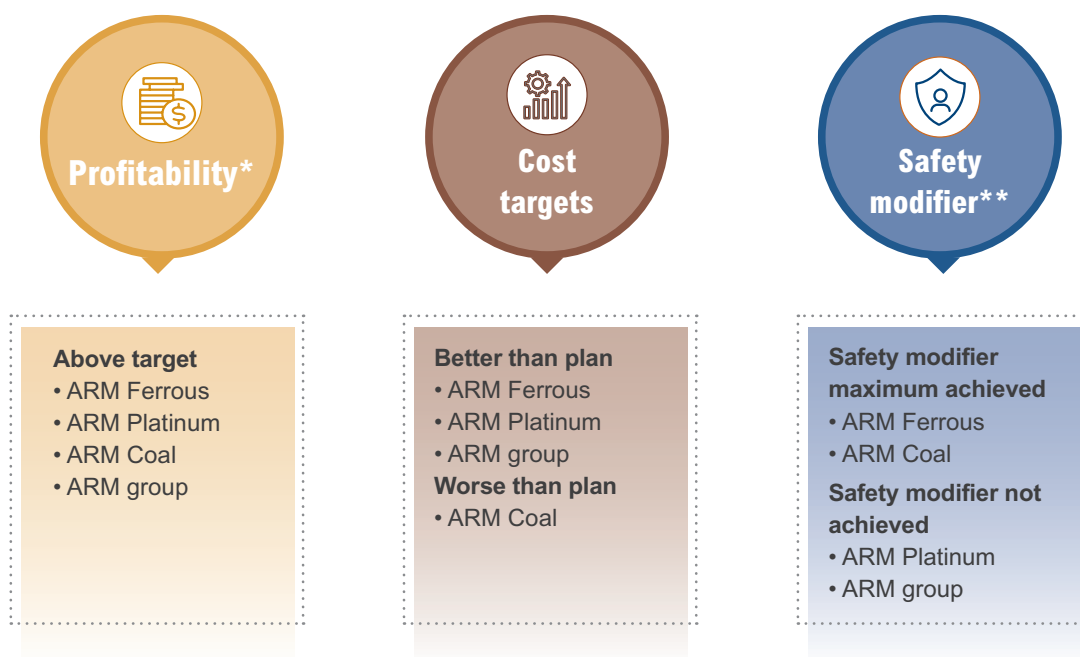 Profitability*
Above target
• ARM Ferrous
• ARM Platinum
• ARM Coal
• ARM group
Cost
targets
Better than plan
• ARM Ferrous
• ARM Platinum
• ARM group
Worse than plan
• ARM Coal
Safety
modifier**
Safety modifier
maximum achieved
• ARM Ferrous
• ARM Coal
Safety modifier not
achieved
• ARM Platinum
• ARM group